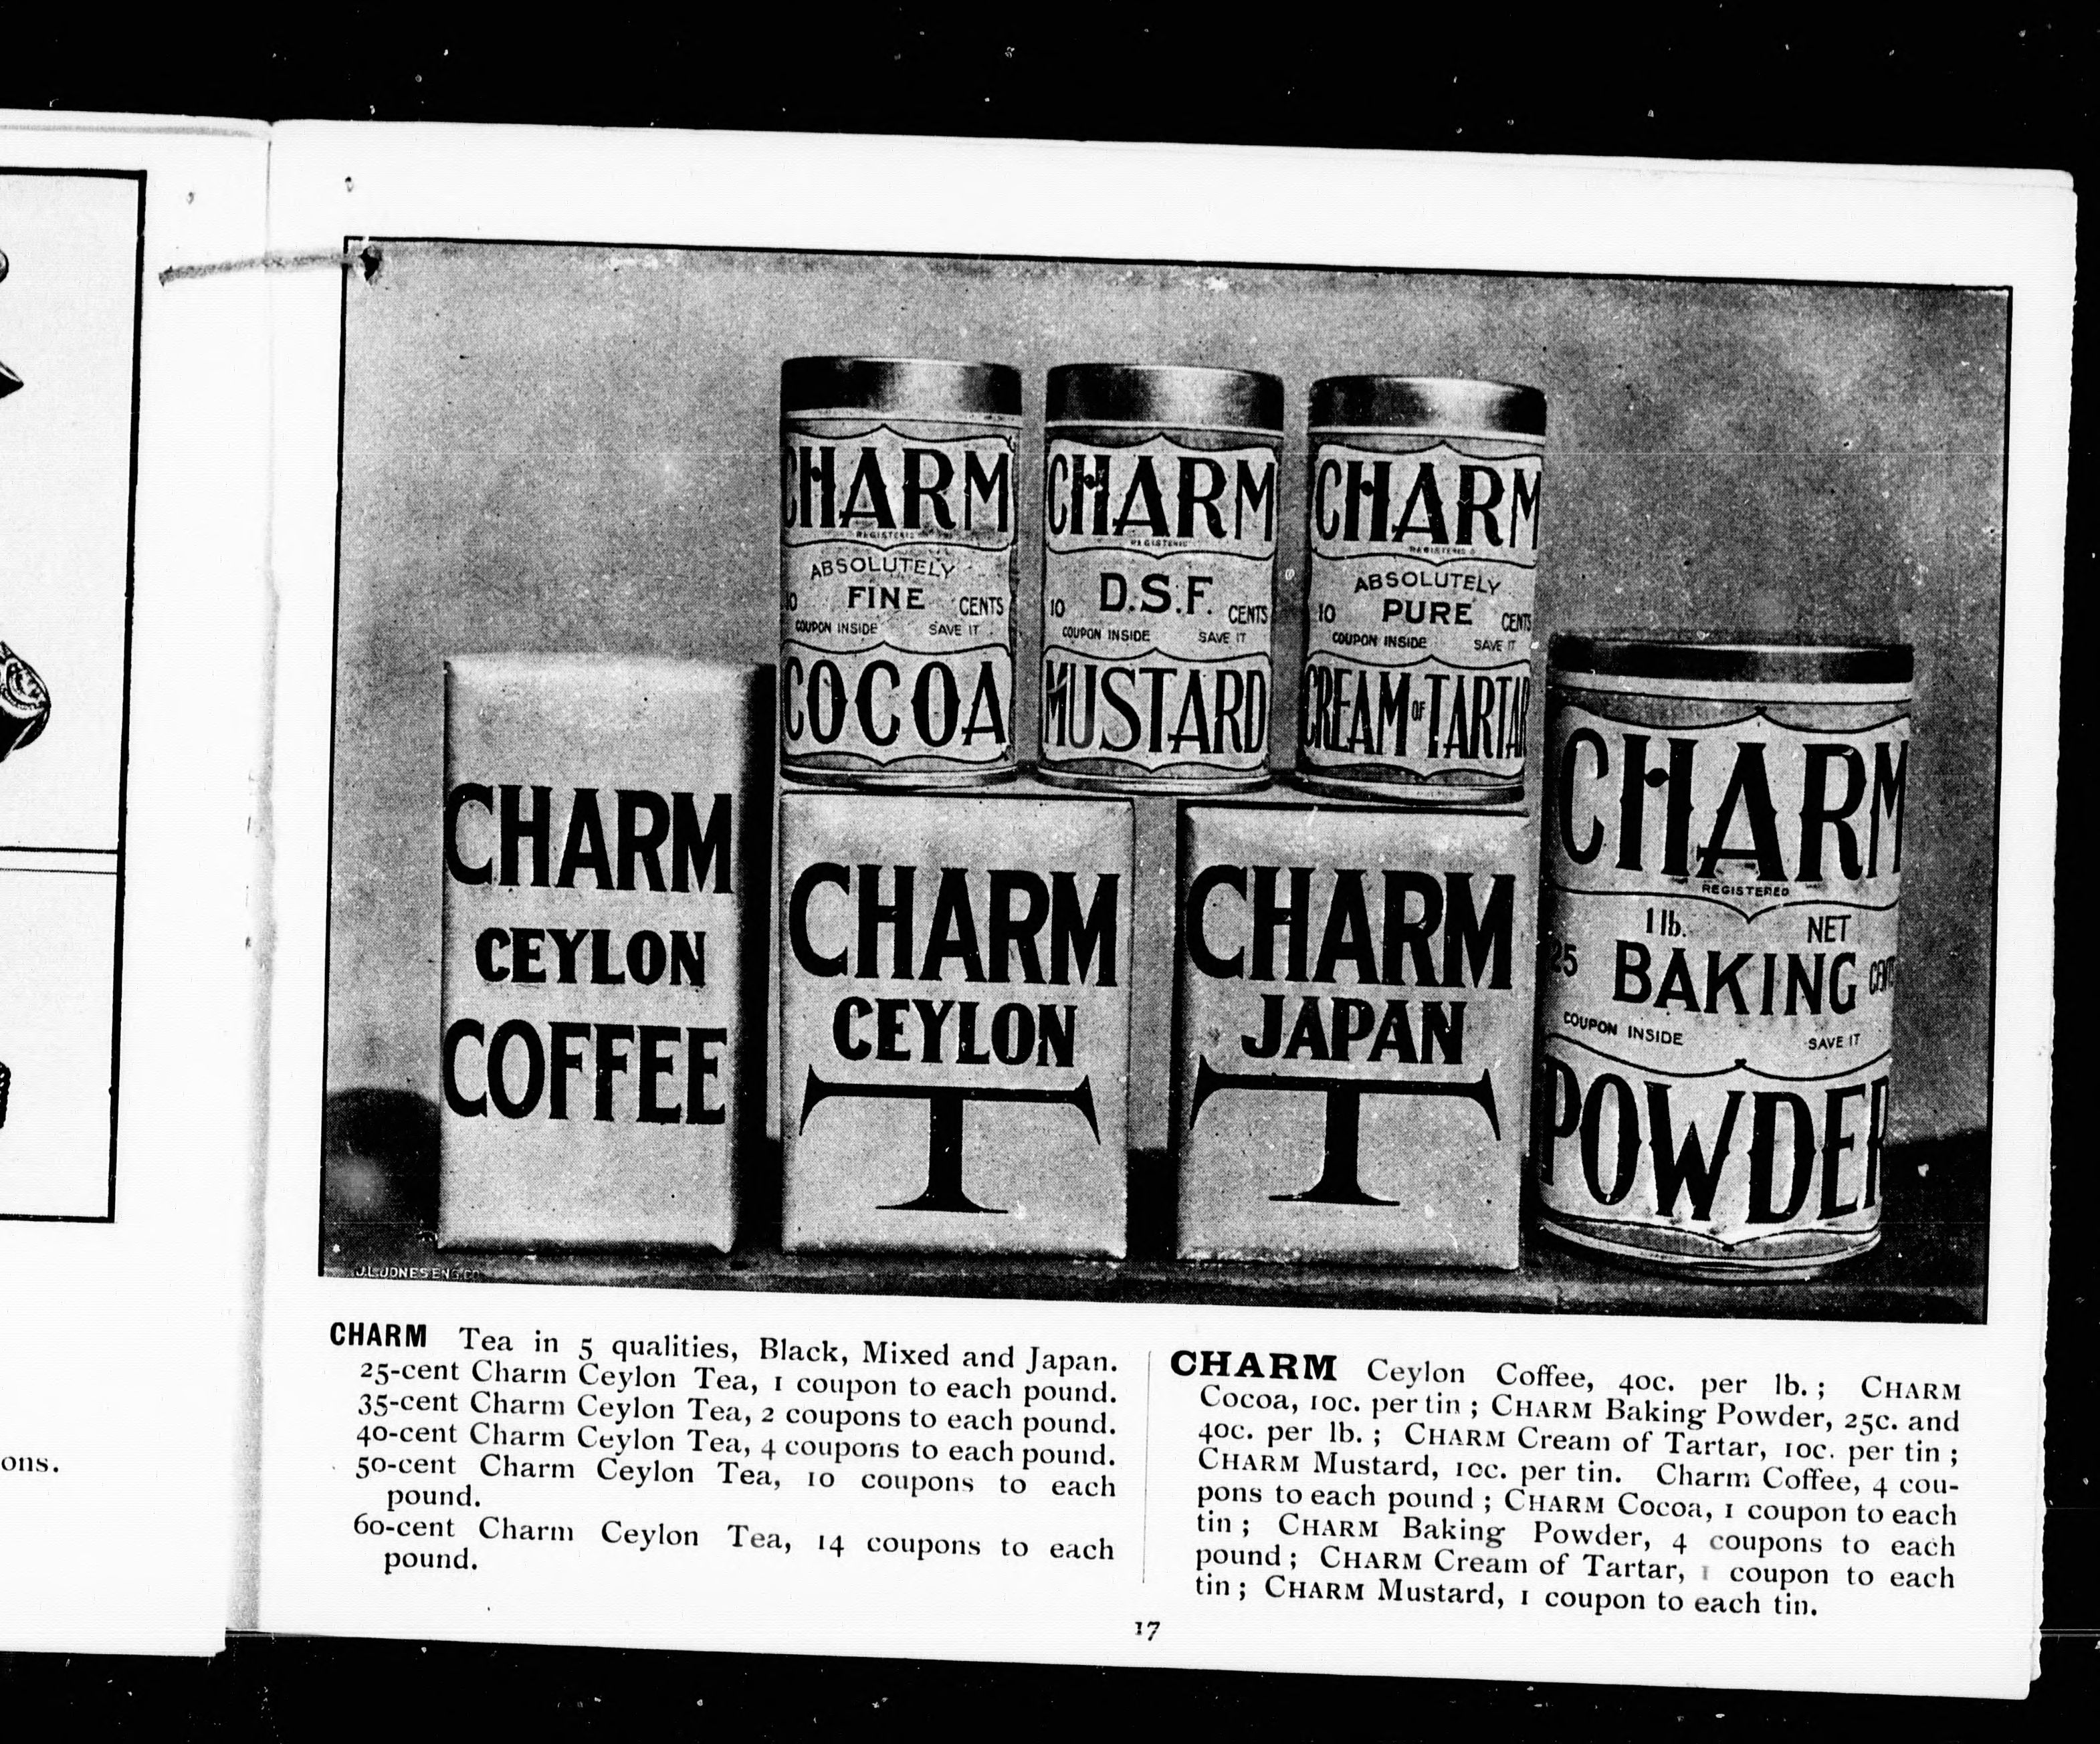 ons.
CHARM
REGISTERED
ABSOLUTELY
FINE
10 CENTS
COUPON INSIDE SAVE IT
COCOA
CHARM
REGISTERED
D.S.F.
10 CENTS
COUPON INSIDE SAVE IT
MUSTARD
CHARM
REGISTERED
ABSOLUTELY
PURE
10 CENTS
COUPON INSIDE SAVE IT
CREAM OF TARTAR
CHARM
CEYLON
COFFEE
CHARM
CEYLON
T
CHARM
JAPAN
T
CHARM
REGISTERED
1 lb. NET
25 BAKING CENTS
COUPON INSIDE SAVE IT
POWDER
J.L. JONES ENG. CO.
CHARM Tea in 5 qualities, Black, Mixed and Japan.
25-cent Charm Ceylon Tea, 1 coupon to each pound.
35-cent Charm Ceylon Tea, 2 coupons to each pound.
40-cent Charm Ceylon Tea, 4 coupons to each pound.
50-cent Charm Ceylon Tea, 10 coupons to each
pound.
60-cent Charm Ceylon Tea, 14 coupons to each
pound.
CHARM Ceylon Coffee, 40c. per lb. ; CHARM
Cocoa, 10c. per tin ; CHARM Baking Powder, 25c. and
40c. per lb. ; CHARM Cream of Tartar, 10c. per tin ;
CHARM Mustard, 10c. per tin. Charm Coffee, 4 cou-
pons to each pound ; CHARM Cocoa, 1 coupon to each
tin ; CHARM Baking Powder, 4 coupons to each
pound ; CHARM Cream of Tartar, 1 coupon to each
tin ; CHARM Mustard, 1 coupon to each tin.
17